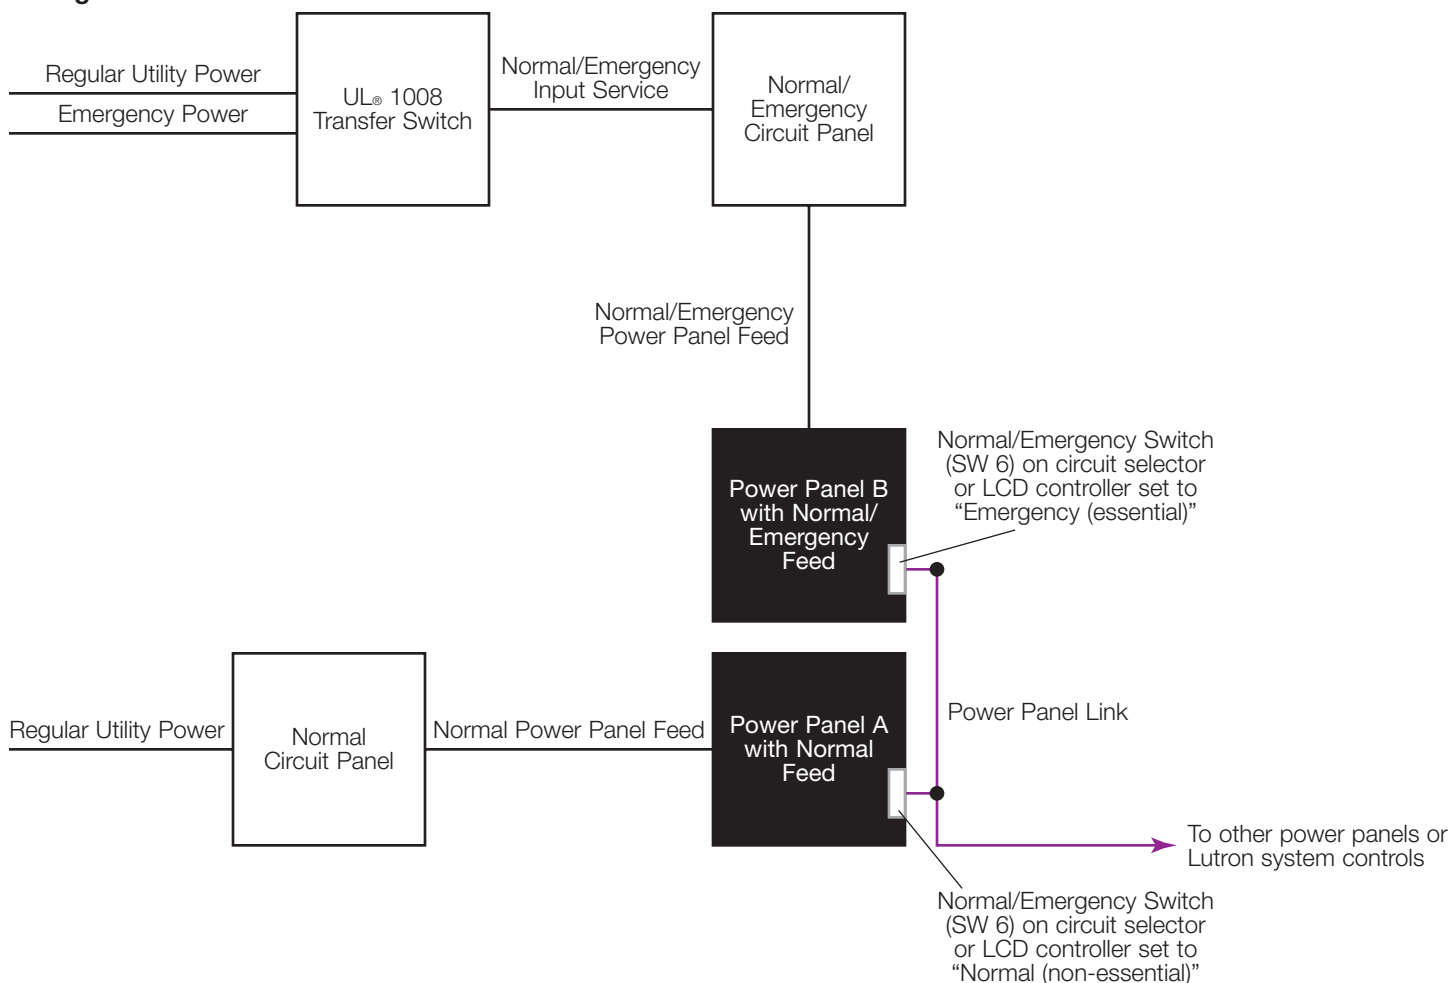 Regular Utility Power
Emergency Power
UL® 1008
Transfer Switch
Normal/Emergency
Input Service
Normal/
Emergency
Circuit Panel
Normal/Emergency
Power Panel Feed
Power Panel B
with Normal/
Emergency
Feed
Normal/Emergency Switch
(SW 6) on circuit selector
or LCD controller set to
“Emergency (essential)”
Regular Utility Power
Normal
Circuit Panel
Normal Power Panel Feed
Power Panel A
with Normal
Feed
Power Panel Link
To other power panels or
Lutron system controls
Normal/Emergency Switch
(SW 6) on circuit selector
or LCD controller set to
“Normal (non-essential)”